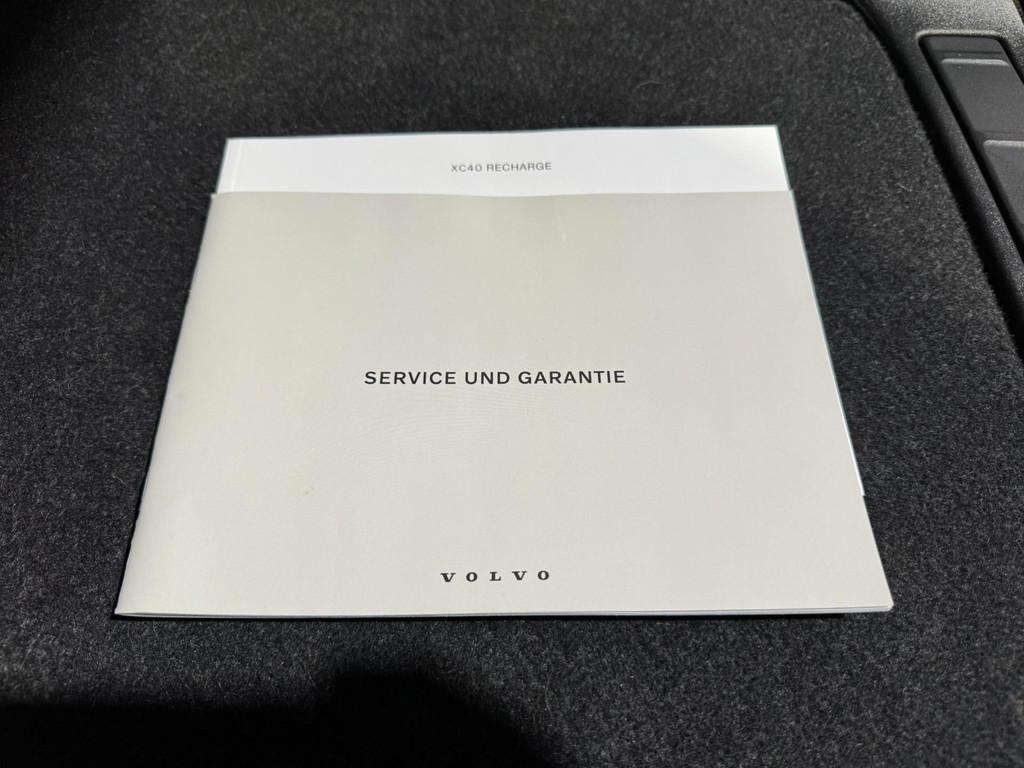 XC40 RECHARGE
SERVICE UND GARANTIE
VOLVO